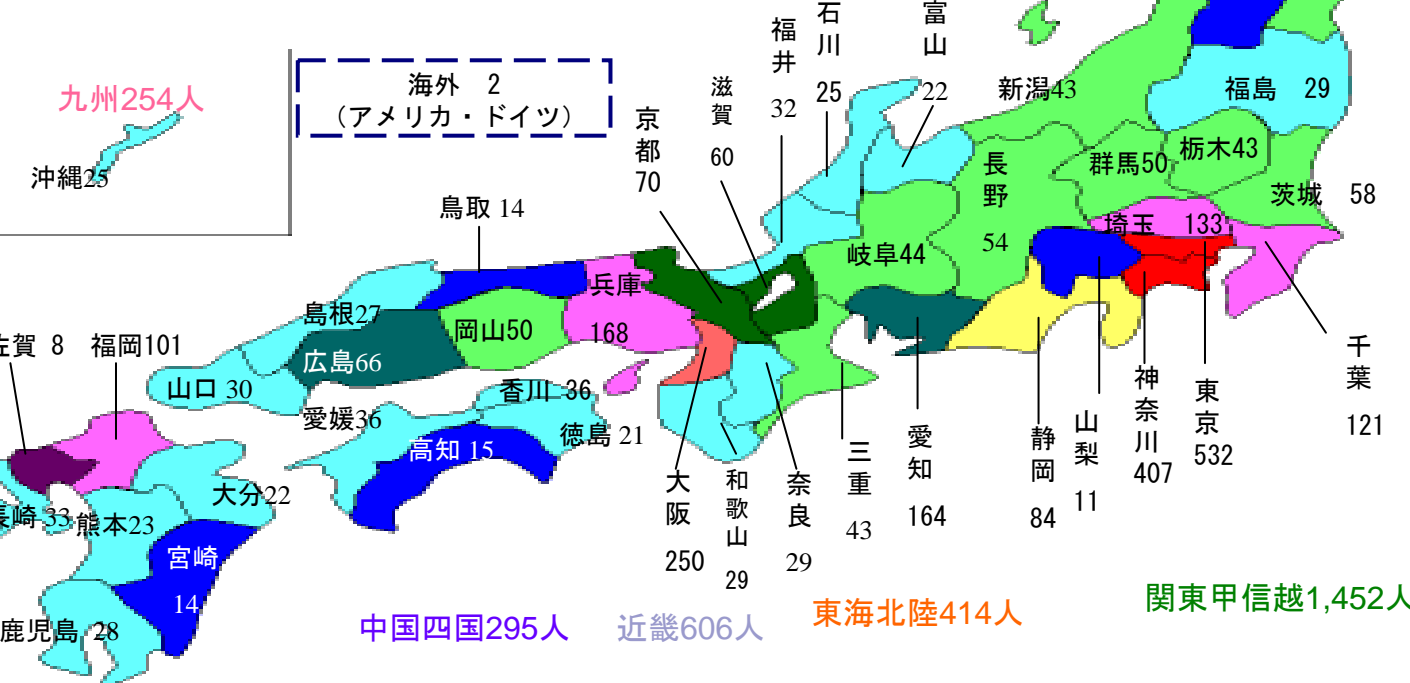 九州254人
沖縄25
海外 2
（アメリカ・ドイツ）
鳥取 14
京都
70
滋賀
60
福井
32
石川
25
富山
22
新潟43
福島 29
栃木43
群馬50
茨城 58
長野
54
埼玉 133
岐阜44
兵庫
168
島根27
岡山50
広島66
山口 30
佐賀 8
福岡101
愛媛36
香川 36
徳島 21
高知 15
大分22
長崎 33
熊本23
宮崎
14
鹿児島 28
大阪
250
和歌山
29
奈良
29
三重
43
愛知
164
静岡
84
山梨
11
神奈川
407
東京
532
千葉
121
中国四国295人
近畿606人
東海北陸414人
関東甲信越1,452人